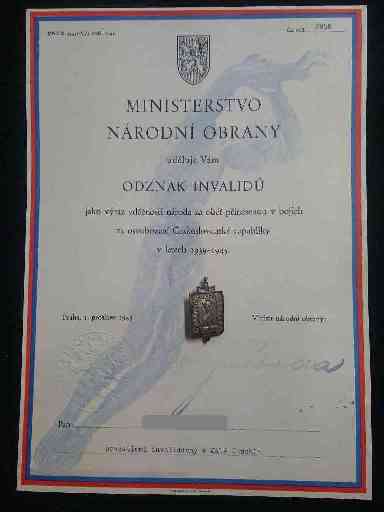 MINISTERSTVO
NÁRODNÍ OBRANY
uděluje Vám
ODZNAK INVALIDŮ
jako výraz vděčnosti národa za oběť přinesenou v bojích
za osvobození Československé republiky
v letech 1939-1945.
Praha, 1. prosince 1945
Ministr národní obrany:
Pan